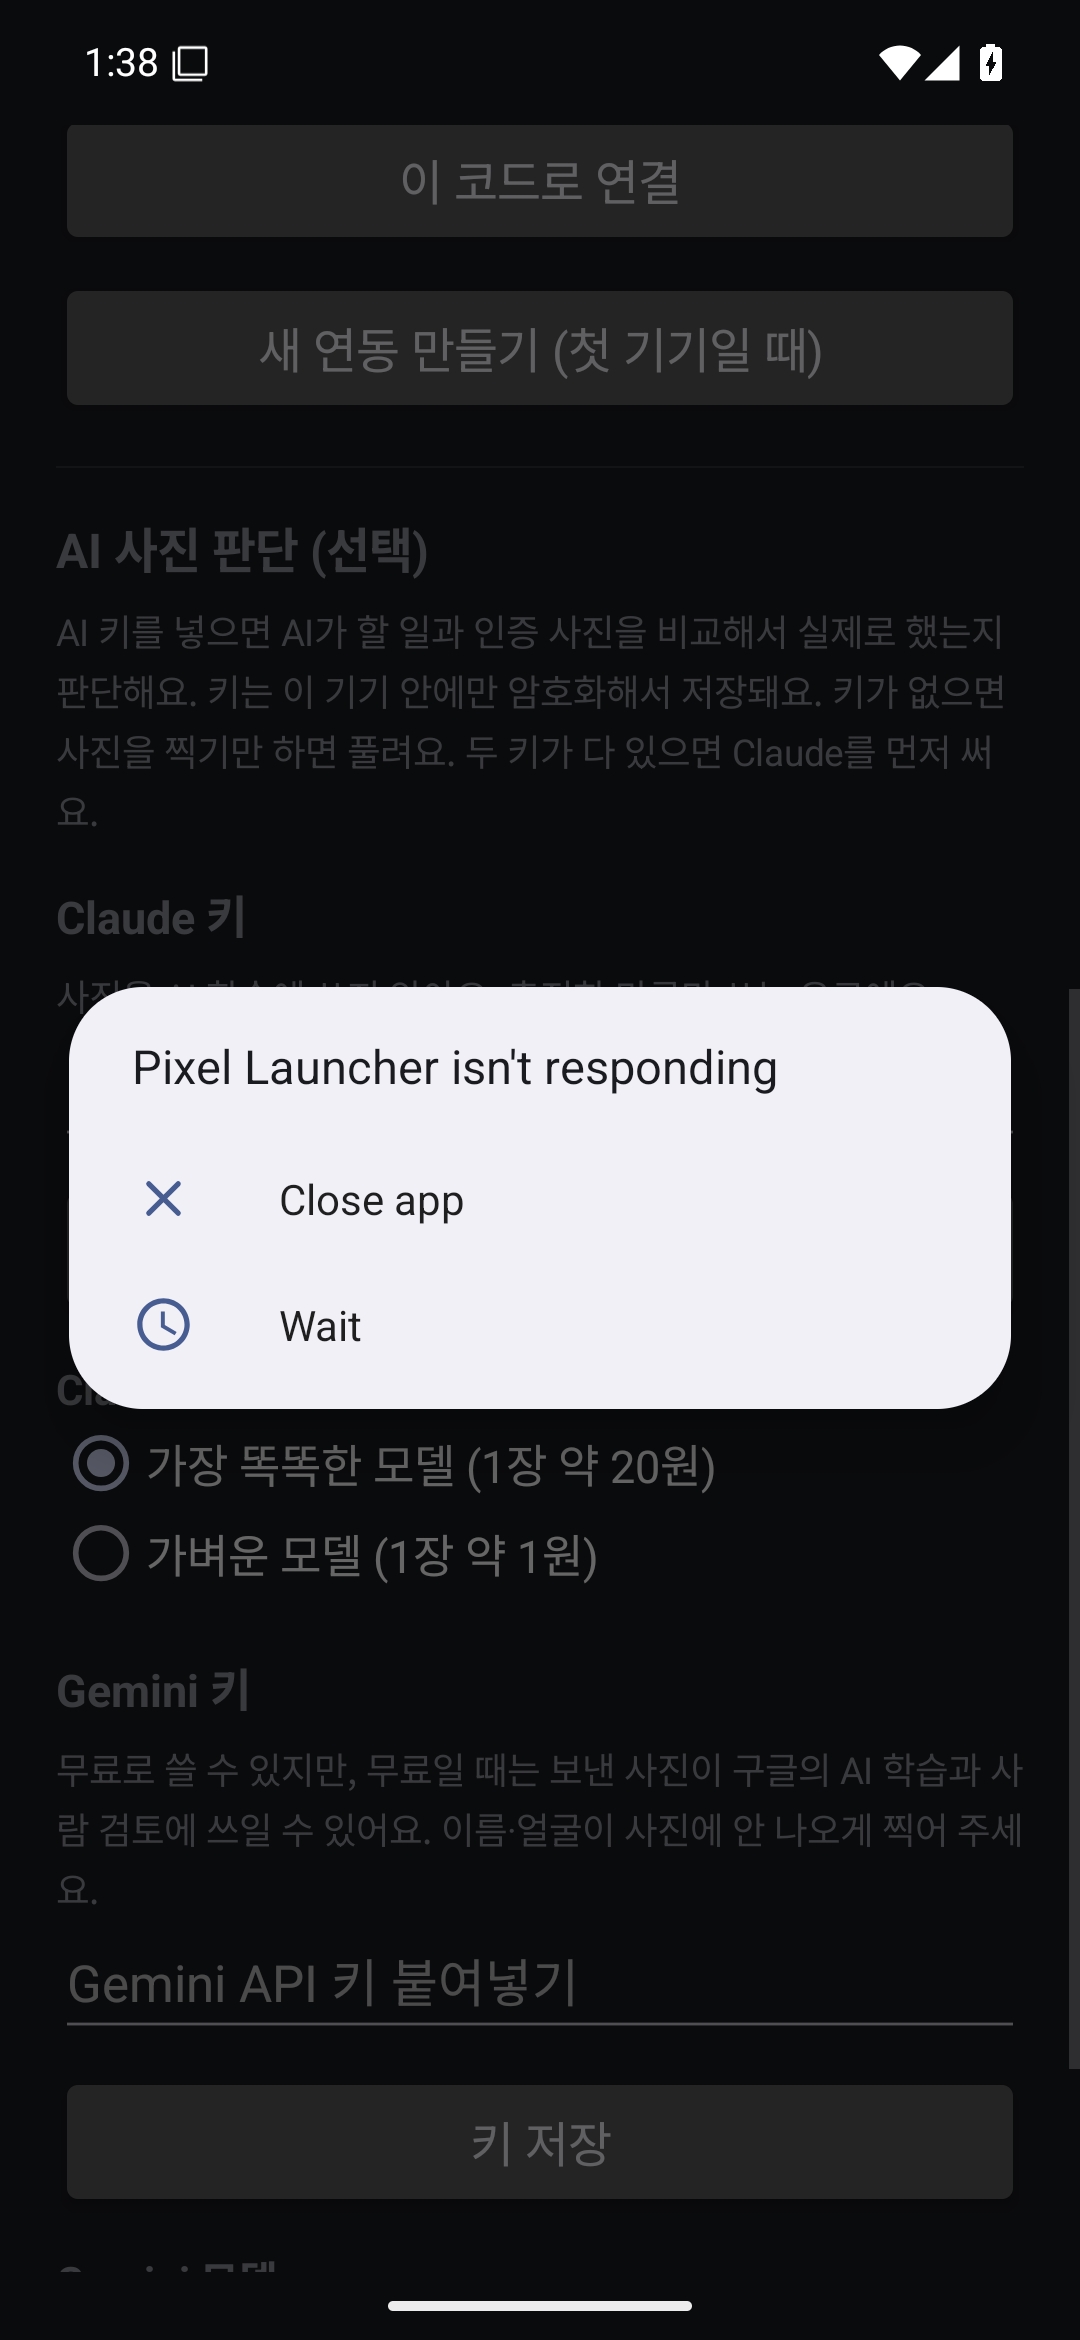 1:38
이 코드로 연결
새 연동 만들기 (첫 기기일 때)
AI 사진 판단 (선택)
AI 키를 넣으면 AI가 할 일과 인증 사진을 비교해서 실제로 했는지
판단해요. 키는 이 기기 안에만 암호화해서 저장돼요. 키가 없으면
사진을 찍기만 하면 풀려요. 두 키가 다 있으면 Claude를 먼저 써
요.
Claude 키
Pixel Launcher isn't responding
Close app
Wait
가장 똑똑한 모델 (1장 약 20원)
가벼운 모델 (1장 약 1원)
Gemini 키
무료로 쓸 수 있지만, 무료일 때는 보낸 사진이 구글의 AI 학습과 사
람 검토에 쓰일 수 있어요. 이름·얼굴이 사진에 안 나오게 찍어 주세
요.
Gemini API 키 붙여넣기
키 저장